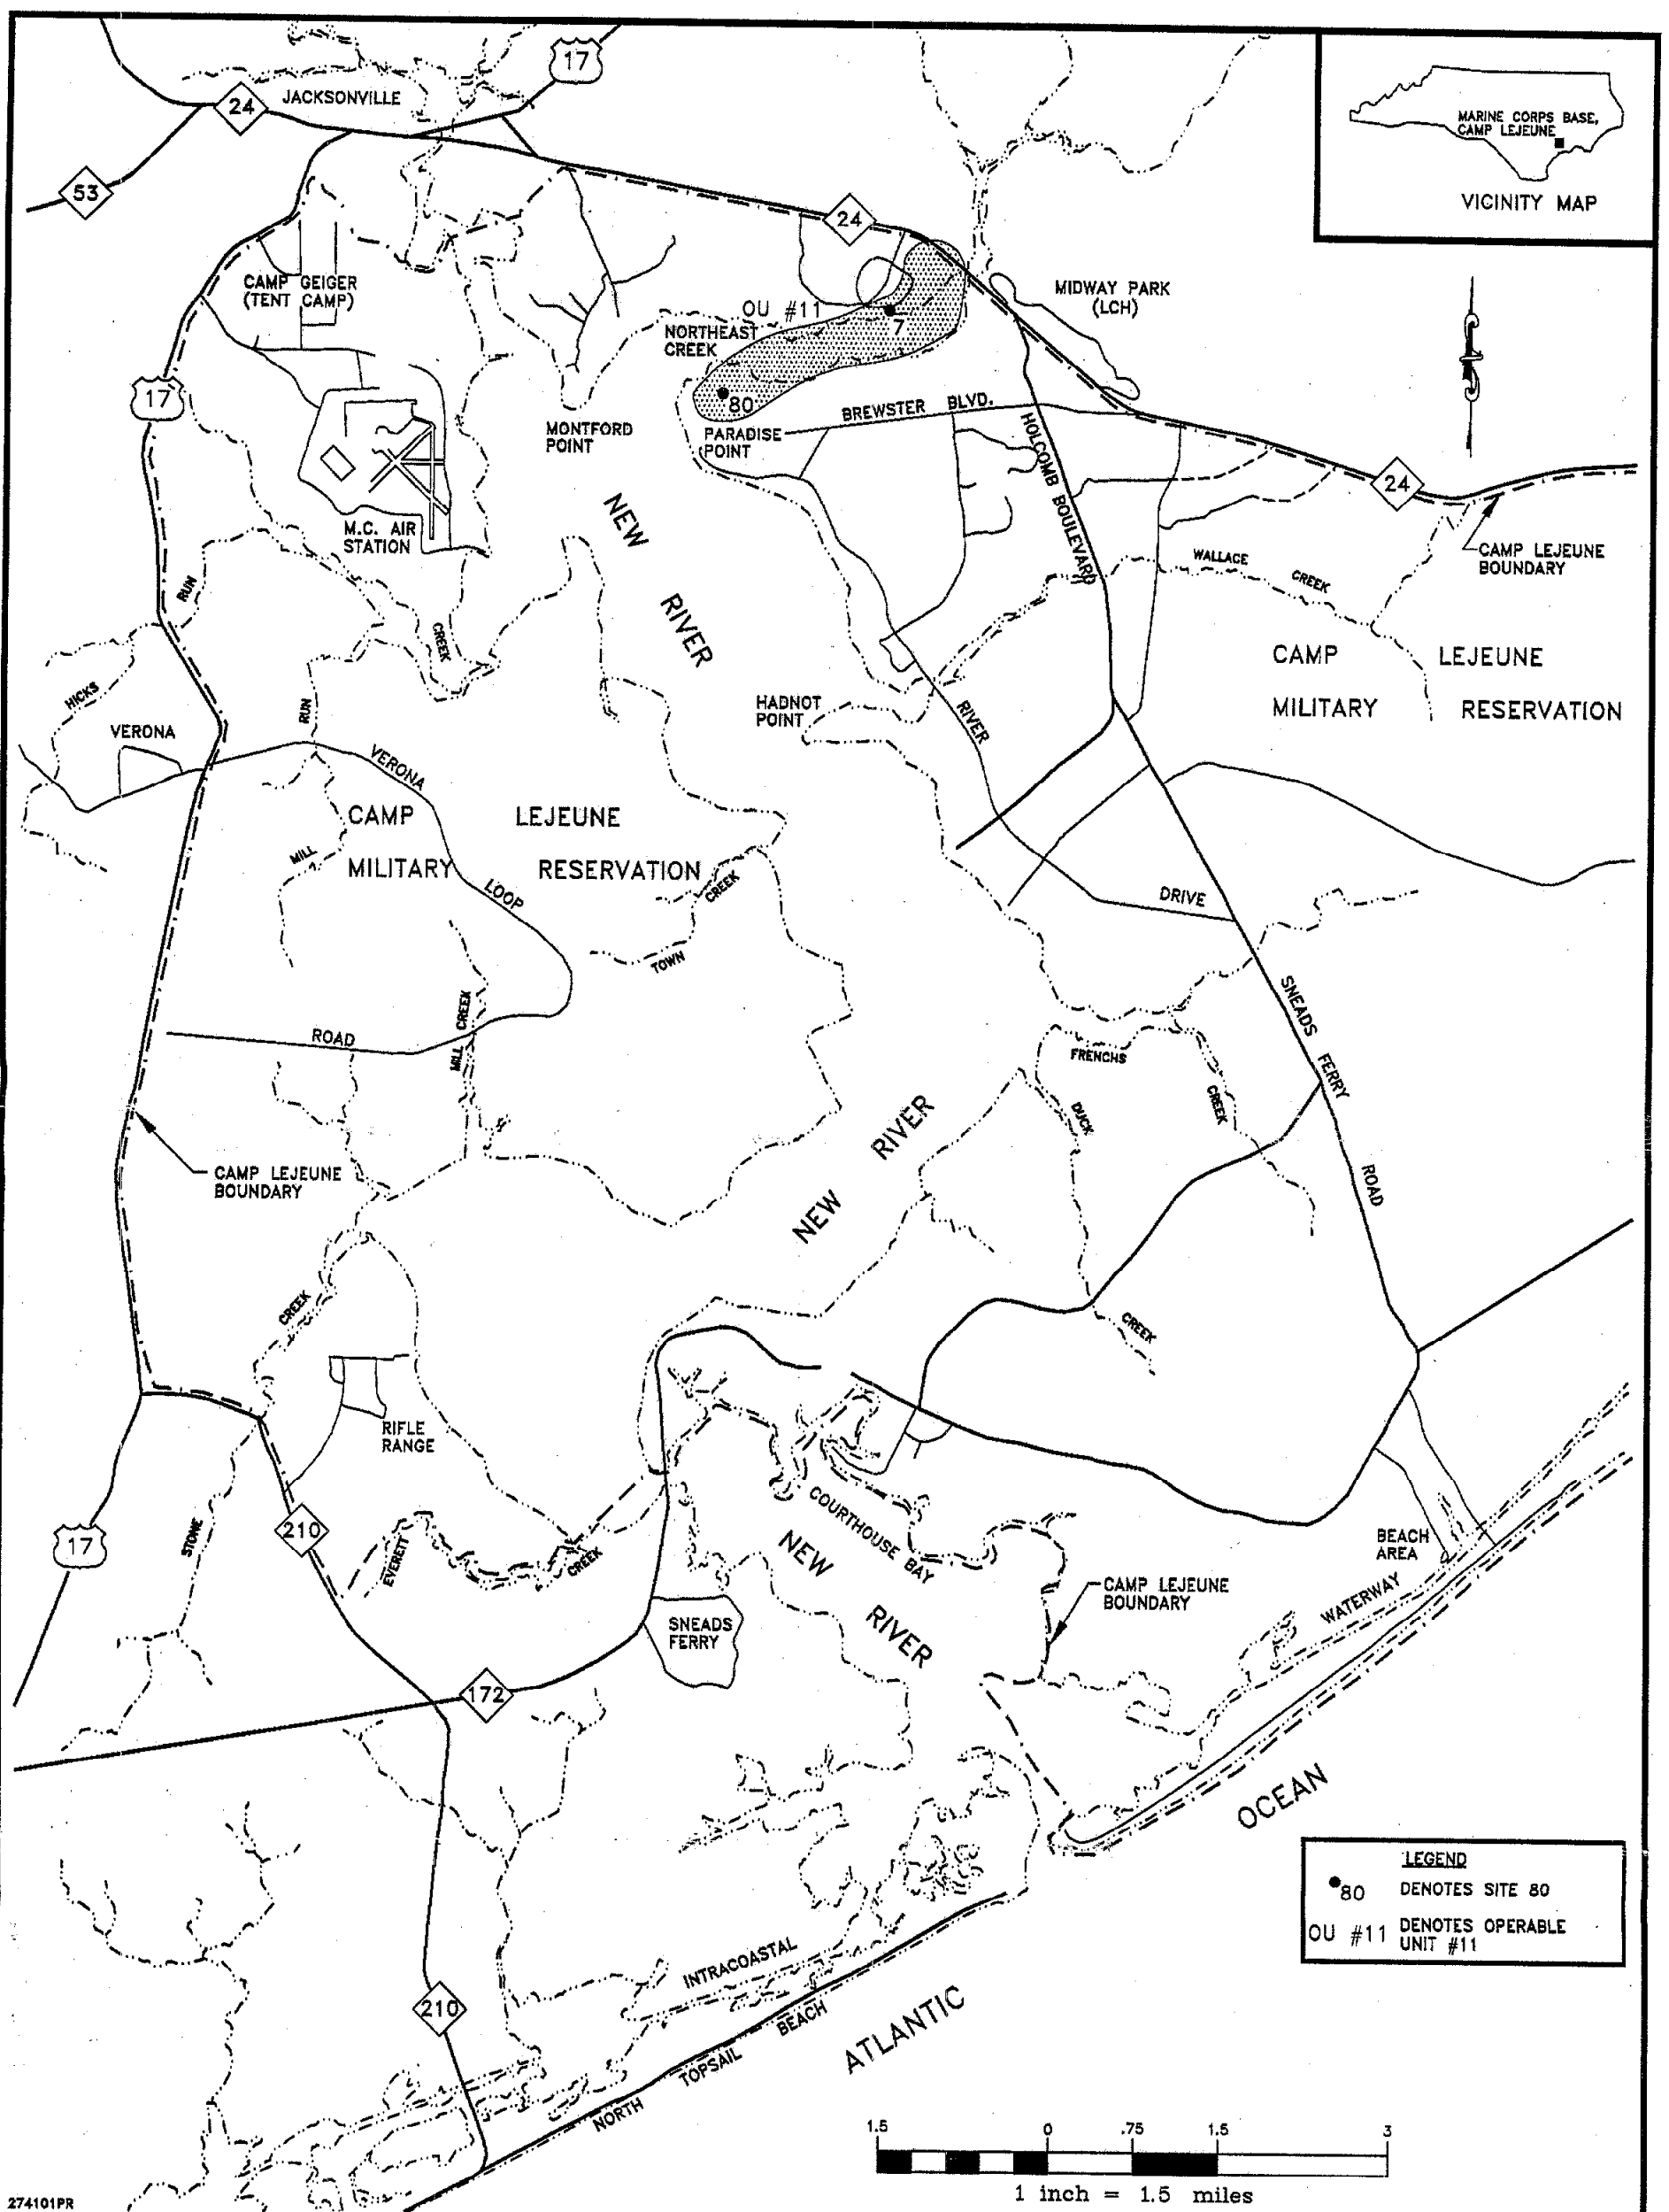 17
24
JACKSONVILLE
53
MARINE CORPS BASE,
CAMP LEJEUNE
VICINITY MAP
24
CAMP GEIGER
(TENT CAMP)
MIDWAY PARK
(LCH)
OU #11
7
NORTHEAST
CREEK
17
80
BREWSTER BLVD.
MONTFORD
POINT
PARADISE
POINT
HOLCOMB BOULEVARD
24
M.C. AIR
STATION
NEW
RIVER
WALLACE
CREEK
CAMP LEJEUNE
BOUNDARY
RUN
CREEK
HICKS
RUN
CAMP LEJEUNE
MILITARY RESERVATION
HADNOT
POINT
RIVER
VERONA
VERONA
CAMP LEJEUNE
MILITARY RESERVATION
MILL
LOOP
CREEK
TOWN
DRIVE
SNEADS
FERRY
ROAD
MILL CREEK
FRENCHS
CREEK
DUCK
ROAD
CAMP LEJEUNE
BOUNDARY
RIVER
NEW
CREEK
CREEK
RIFLE
RANGE
210
17
STONE
EVERETT
CREEK
COURTHOUSE BAY
NEW
RIVER
BEACH
AREA
WATERWAY
CAMP LEJEUNE
BOUNDARY
SNEADS
FERRY
172
OCEAN
LEGEND
80 DENOTES SITE 80
OU #11 DENOTES OPERABLE
UNIT #11
INTRACOASTAL
210
BEACH
TOPSAIL
NORTH
ATLANTIC
1.5 0 .75 1.5 3
1 inch = 1.5 miles
274101PR